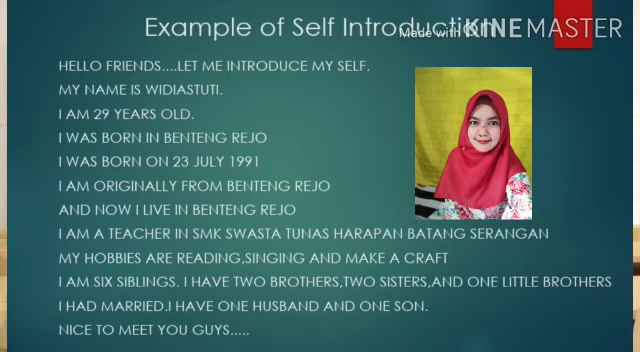 Example of Self Introduction
Made with KINEMASTER
HELLO FRIENDS....LET ME INTRODUCE MY SELF.
MY NAME IS WIDIASTUTI.
I AM 29 YEARS OLD.
I WAS BORN IN BENTENG REJO
I WAS BORN ON 23 JULY 1991
I AM ORIGINALLY FROM BENTENG REJO
AND NOW I LIVE IN BENTENG REJO
I AM A TEACHER IN SMK SWASTA TUNAS HARAPAN BATANG SERANGAN
MY HOBBIES ARE READING,SINGING AND MAKE A CRAFT
I AM SIX SIBLINGS. I HAVE TWO BROTHERS,TWO SISTERS,AND ONE LITTLE BROTHERS
I HAD MARRIED.I HAVE ONE HUSBAND AND ONE SON.
NICE TO MEET YOU GUYS.....